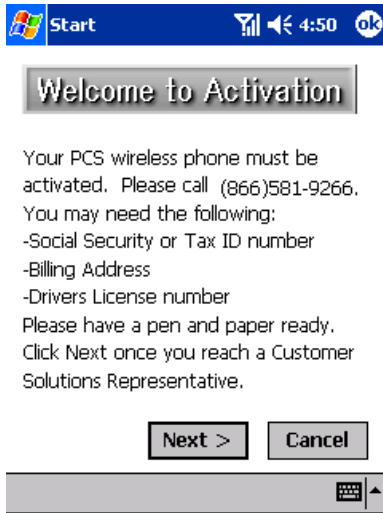 Start 4:50 ok
Welcome to Activation
Your PCS wireless phone must be
activated. Please call (866)581-9266.
You may need the following:
-Social Security or Tax ID number
-Billing Address
-Drivers License number
Please have a pen and paper ready.
Click Next once you reach a Customer
Solutions Representative.
Next > Cancel